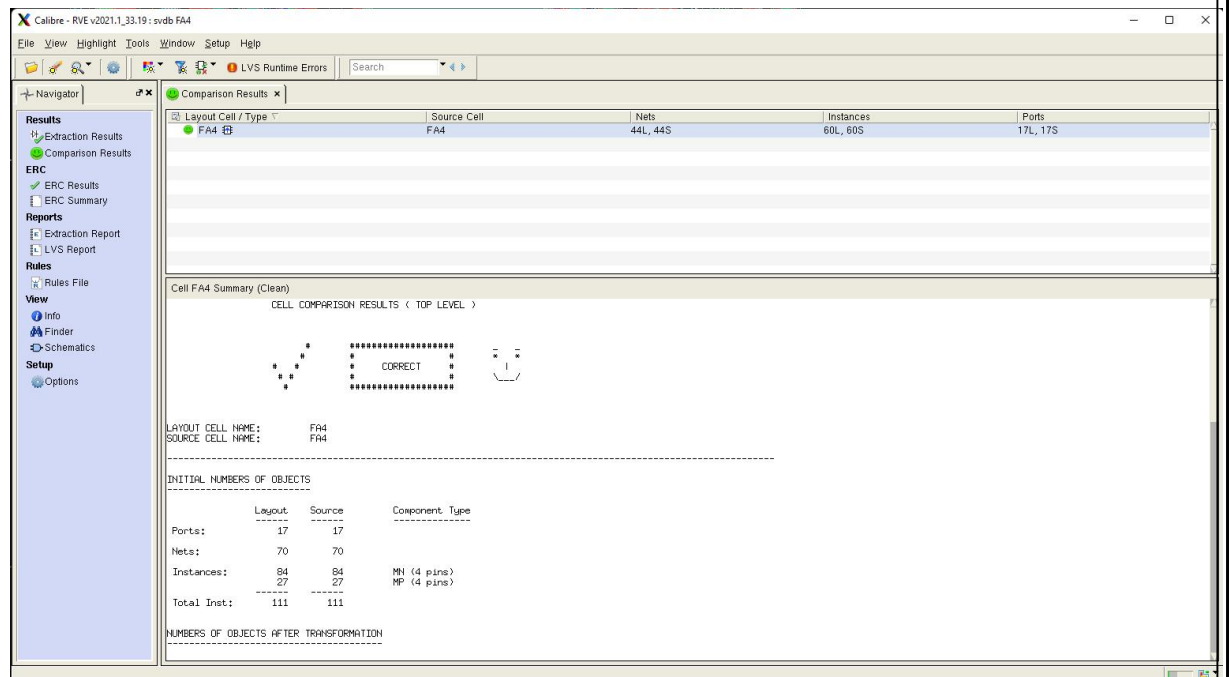 Calibre - RVE v2021.1_33.19 : svdb FA4
File View Highlight Tools Window Setup Help
LVS Runtime Errors Search
Navigator
Comparison Results ×
Results
Extraction Results
Comparison Results
ERC
ERC Results
ERC Summary
Reports
Extraction Report
LVS Report
Rules
Rules File
View
Info
Finder
Schematics
Setup
Options
Layout Cell / Type Source Cell Nets Instances Ports
FA4 FA4 44L, 44S 60L, 60S 17L, 17S
Cell FA4 Summary (Clean)
CELL COMPARISON RESULTS ( TOP LEVEL )
# ################### _ _
# # # * *
# # # CORRECT # |
# # # # \___/
# ###################
LAYOUT CELL NAME: FA4
SOURCE CELL NAME: FA4
INITIAL NUMBERS OF OBJECTS
Layout Source Component Type
Ports: 17 17
Nets: 70 70
Instances: 84 84 MN (4 pins)
27 27 MP (4 pins)
Total Inst: 111 111
NUMBERS OF OBJECTS AFTER TRANSFORMATION